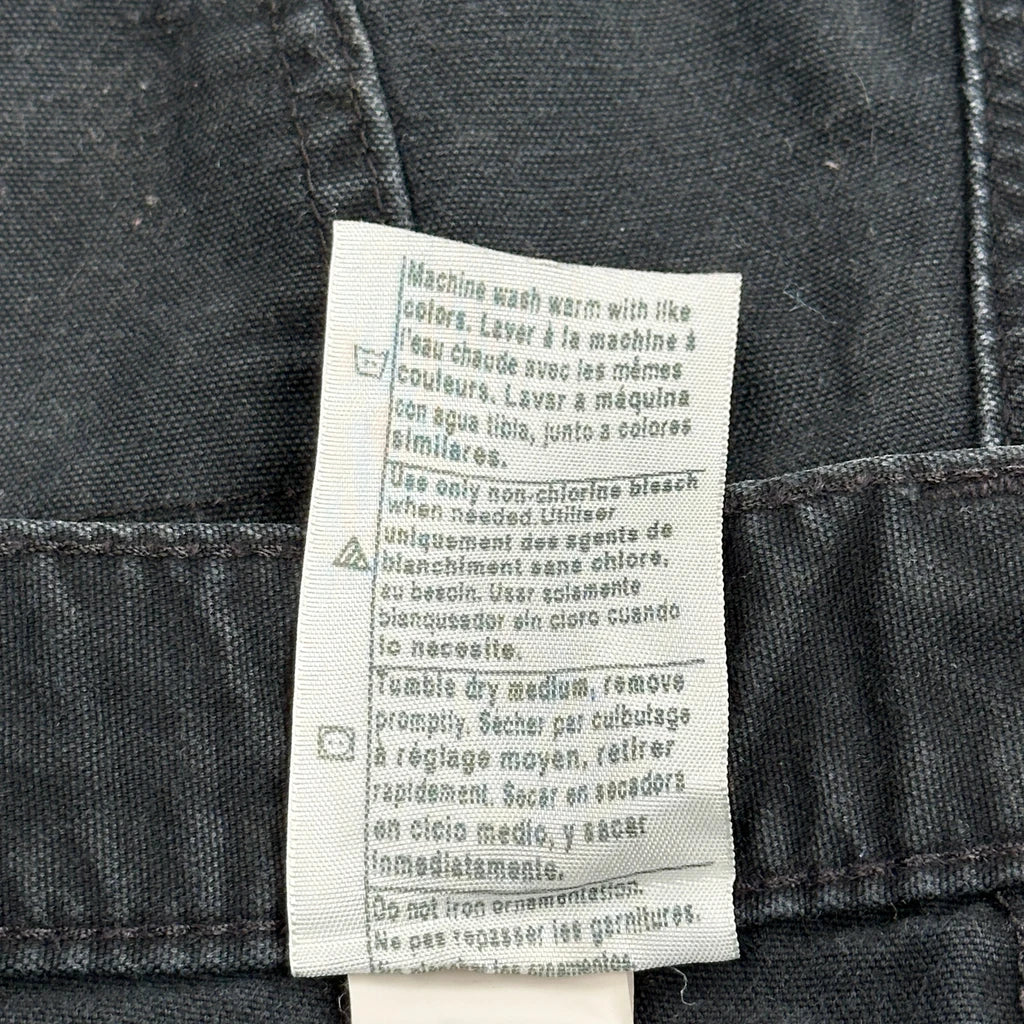 Machine wash warm with like
colors. Laver à la machine à
l'eau chaude avec les mêmes
couleurs. Lavar a máquina
con agua tibia, junto a colores
similares.
Use only non-chlorine bleach
when needed. Utiliser
uniquement des agents de
blanchiment sans chlore,
au besoin. Usar solamente
blanqueador sin cloro cuando
lo necesite.
Tumble dry medium, remove
promptly. Sécher par culbutage
à réglage moyen, retirer
rapidement. Secar en secadora
en ciclo medio, y sacar
inmediatamente.
Do not iron ornamentation.
Ne pas repasser les garnitures.
los ornamentos